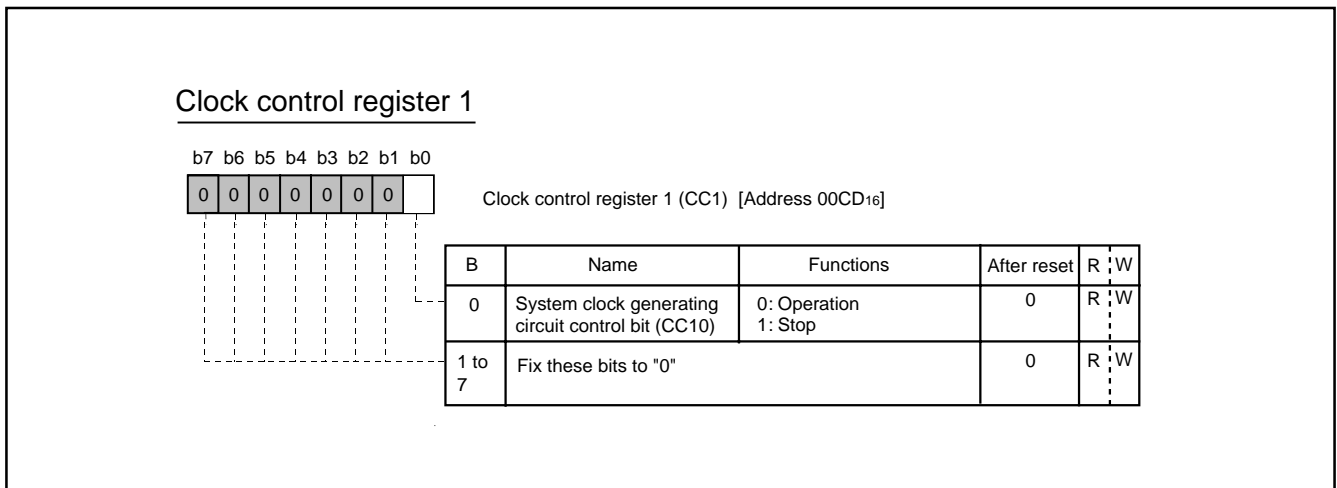 Clock control register 1
b7 b6 b5 b4 b3 b2 b1 b0
0 0 0 0 0 0 0
Clock control register 1 (CC1) [Address 00CD16]
B Name Functions After reset R W
0 System clock generating circuit control bit (CC10) 0: Operation 1: Stop 0 R W
1 to 7 Fix these bits to "0" 0 R W